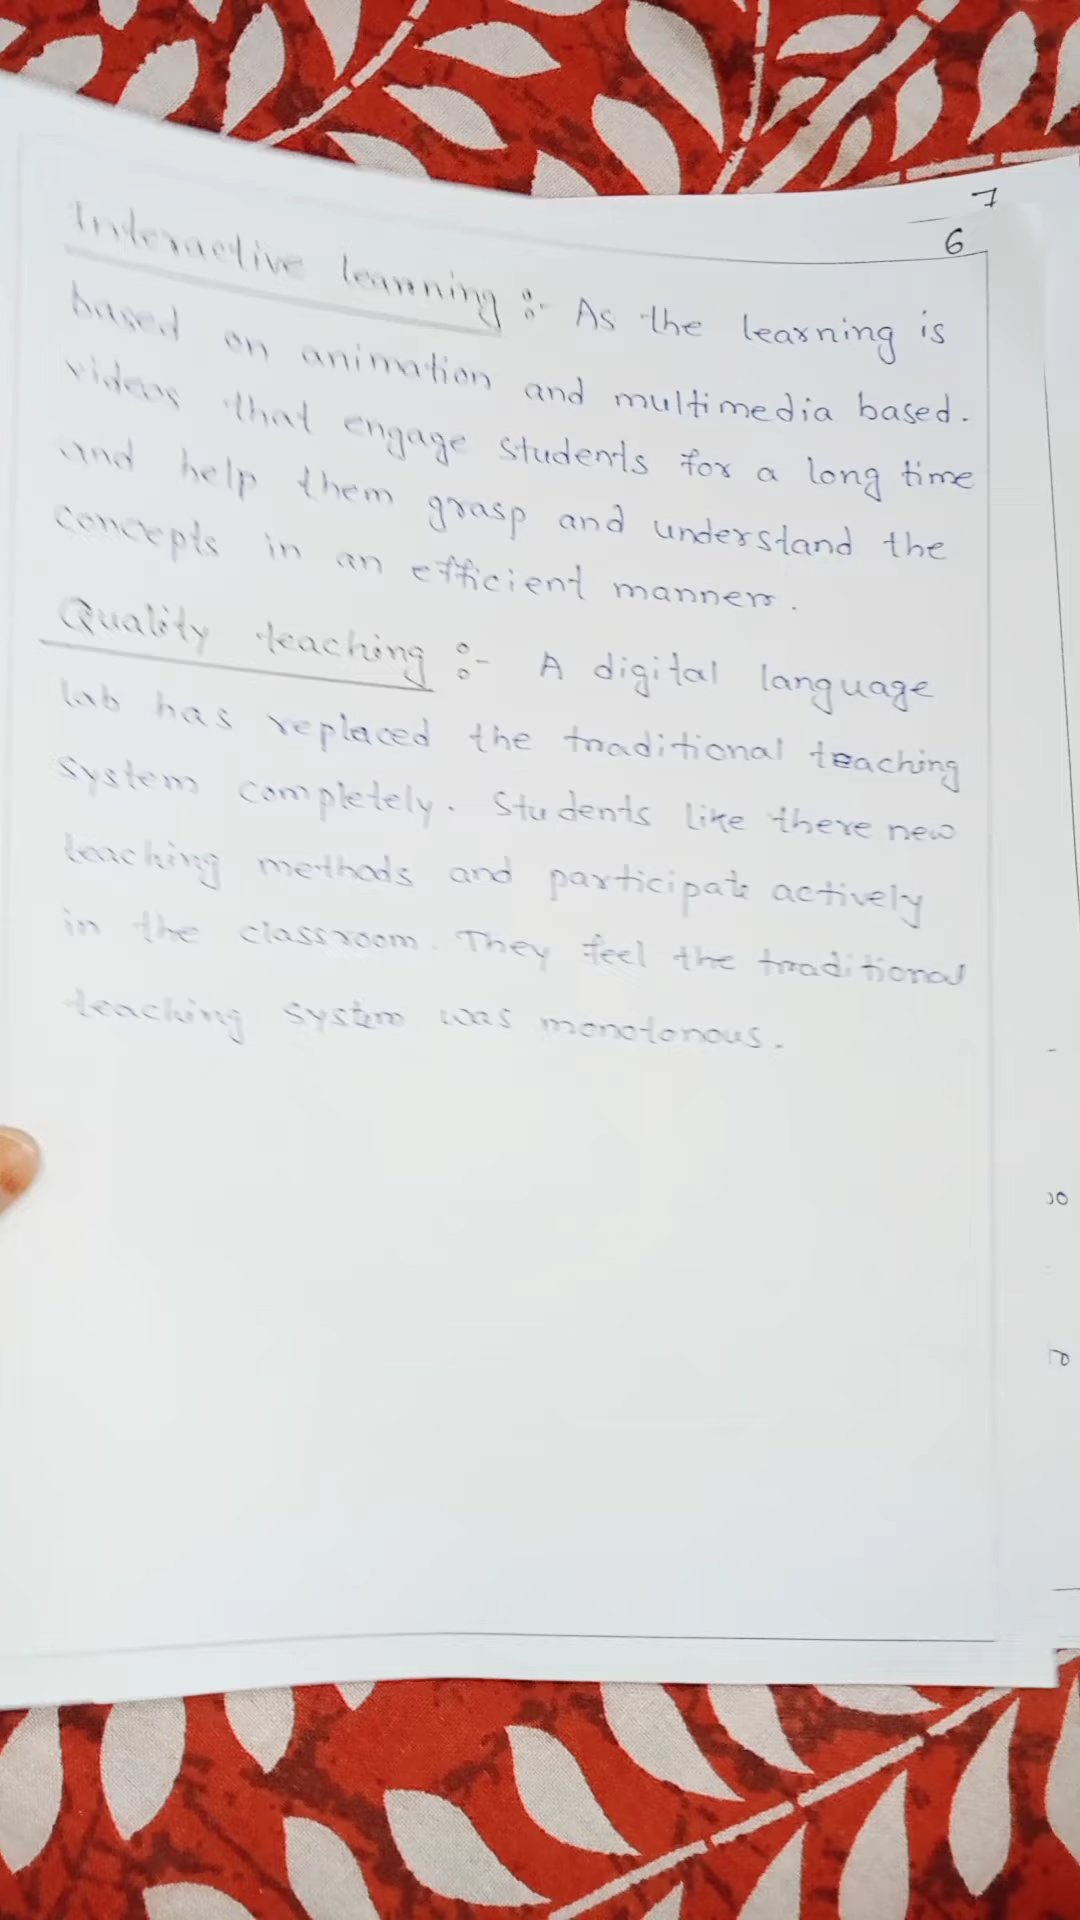 7
6
Interactive learning :- As the learning is
based on animation and multimedia based.
videos that engage students for a long time
and help them grasp and understand the
concepts in an efficient manner.
Quality teaching :- A digital language
lab has replaced the traditional teaching
system completely. Students like there new
teaching methods and participate actively
in the classroom. They feel the traditional
teaching system was monotonous.